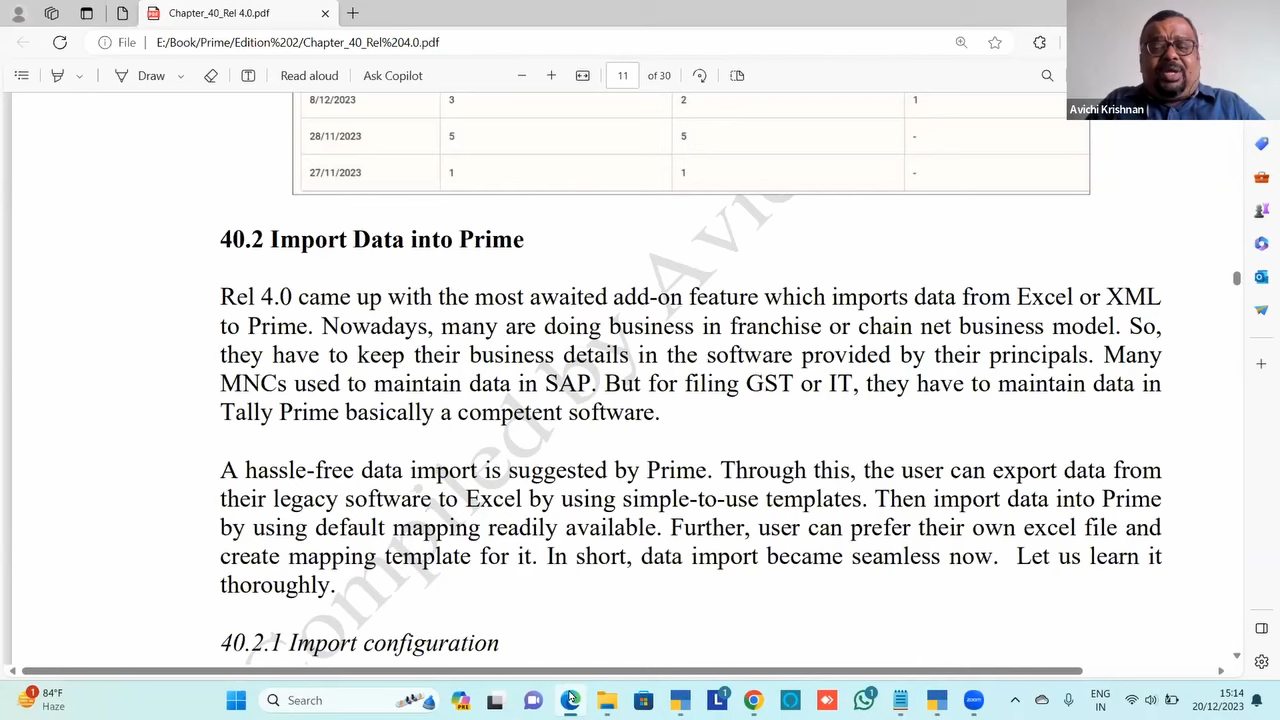 Chapter_40_Rel 4.0.pdf
File E:/Book/Prime/Edition%202/Chapter_40_Rel%204.0.pdf
Draw Read aloud Ask Copilot 11 of 30
Avichi Krishnan
8/12/2023 3 2 1
28/11/2023 5 5 -
27/11/2023 1 1 -
40.2 Import Data into Prime
Rel 4.0 came up with the most awaited add-on feature which imports data from Excel or XML
to Prime. Nowadays, many are doing business in franchise or chain net business model. So,
they have to keep their business details in the software provided by their principals. Many
MNCs used to maintain data in SAP. But for filing GST or IT, they have to maintain data in
Tally Prime basically a competent software.
A hassle-free data import is suggested by Prime. Through this, the user can export data from
their legacy software to Excel by using simple-to-use templates. Then import data into Prime
by using default mapping readily available. Further, user can prefer their own excel file and
create mapping template for it. In short, data import became seamless now. Let us learn it
thoroughly.
40.2.1 Import configuration
Compiled by Avic
1
84°F
Haze
Search
1
1
ENG
IN
15:14
20/12/2023